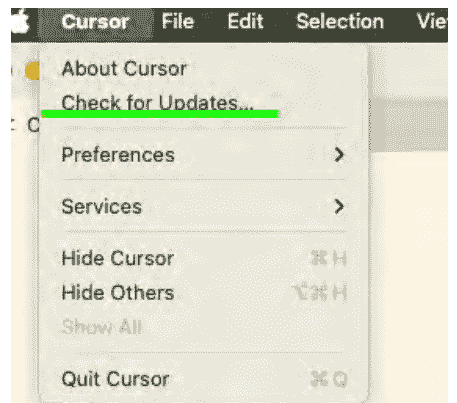 Cursor File Edit Selection Vie
About Cursor
Check for Updates...
Preferences
Services
Hide Cursor ⌘H
Hide Others ⌥⌘H
Show All
Quit Cursor ⌘Q